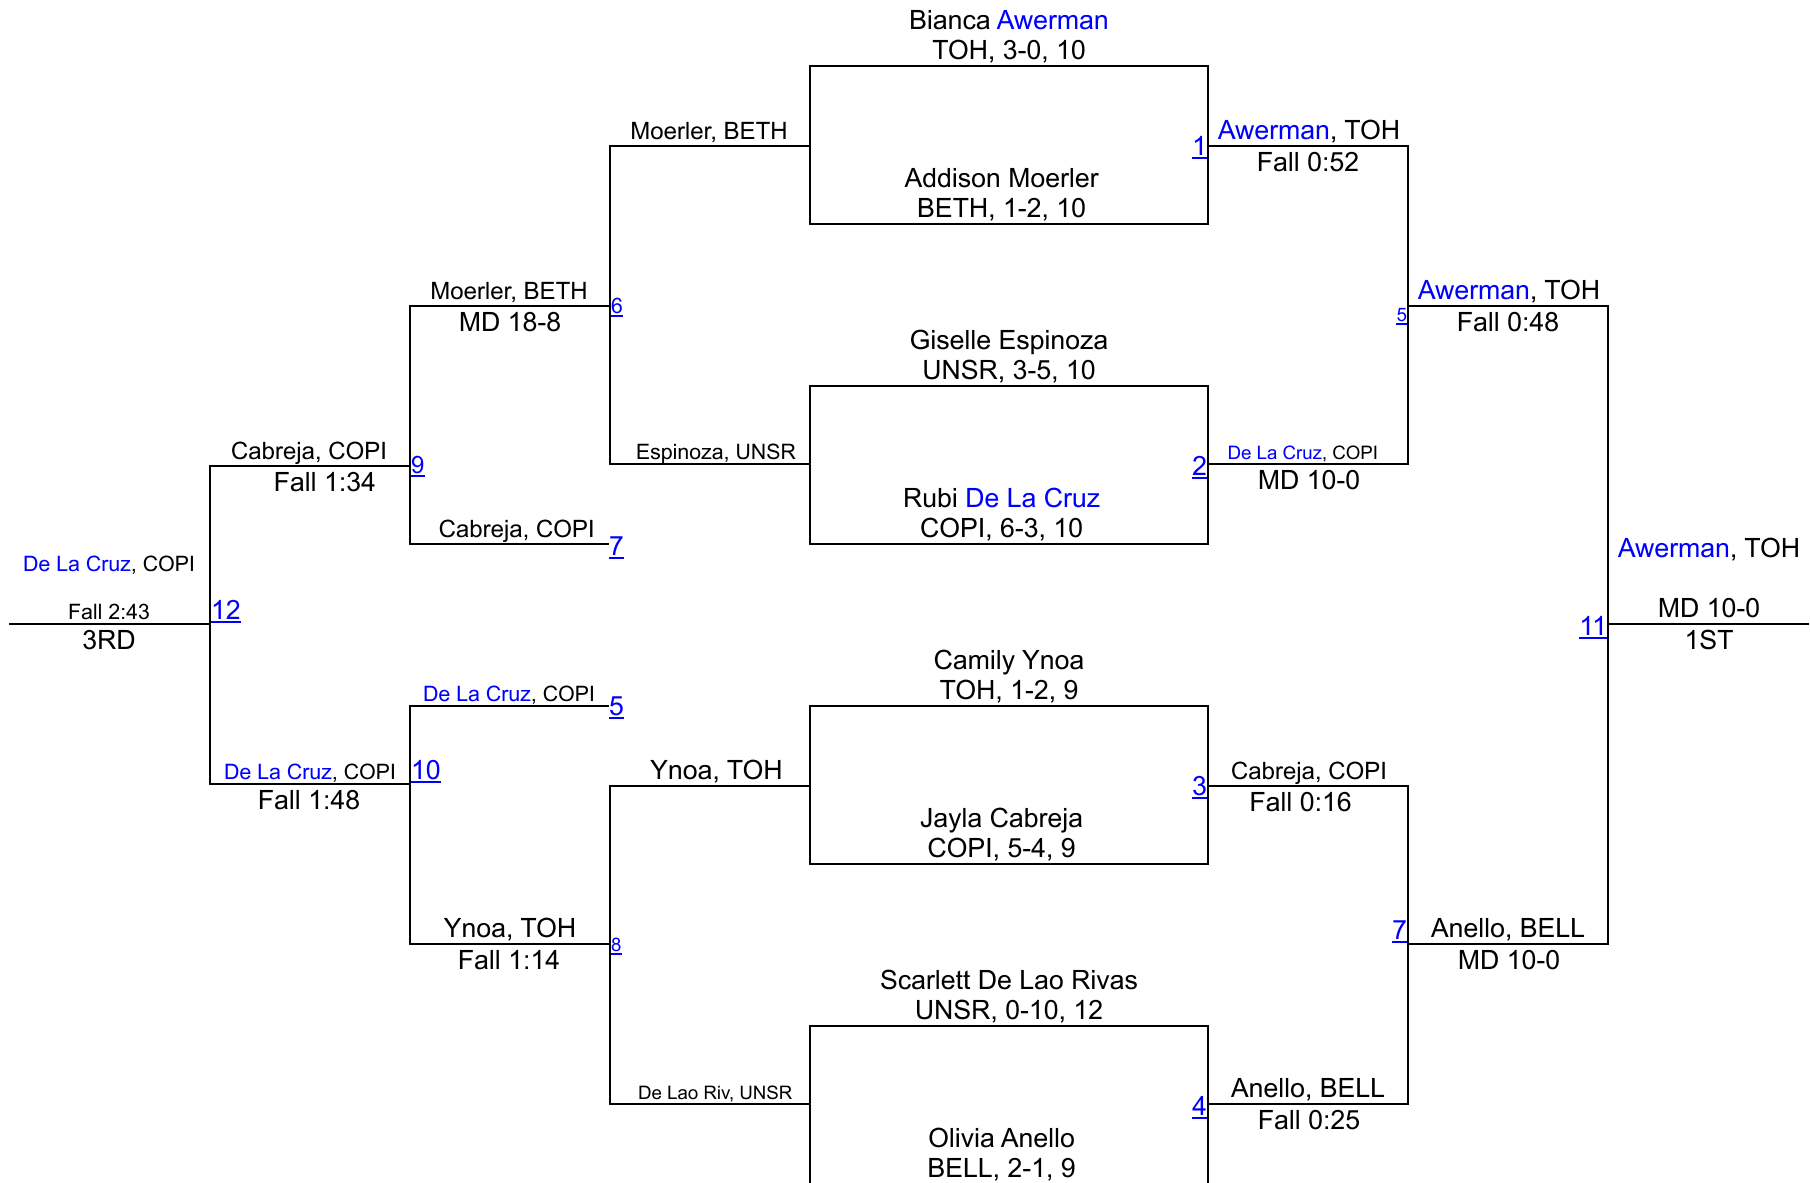 Bianca Awerman
TOH, 3-0, 10
Moerler, BETH
1
Awerman, TOH
Fall 0:52
Addison Moerler
BETH, 1-2, 10
Moerler, BETH
MD 18-8
6
Awerman, TOH
Fall 0:48
5
Giselle Espinoza
UNSR, 3-5, 10
Cabreja, COPI
Fall 1:34
9
Espinoza, UNSR
2
De La Cruz, COPI
MD 10-0
Rubi De La Cruz
COPI, 6-3, 10
Cabreja, COPI
7
De La Cruz, COPI
Fall 2:43
3RD
12
Awerman, TOH
MD 10-0
1ST
11
Camily Ynoa
TOH, 1-2, 9
De La Cruz, COPI
5
De La Cruz, COPI
Fall 1:48
10
Ynoa, TOH
3
Cabreja, COPI
Fall 0:16
Jayla Cabreja
COPI, 5-4, 9
Ynoa, TOH
Fall 1:14
8
7
Anello, BELL
MD 10-0
Scarlett De Lao Rivas
UNSR, 0-10, 12
De Lao Riv, UNSR
4
Anello, BELL
Fall 0:25
Olivia Anello
BELL, 2-1, 9